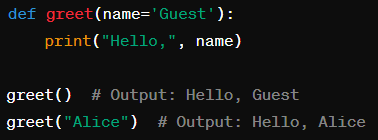 def greet(name='Guest'):
    print("Hello,", name)

greet()  # Output: Hello, Guest
greet("Alice")  # Output: Hello, Alice